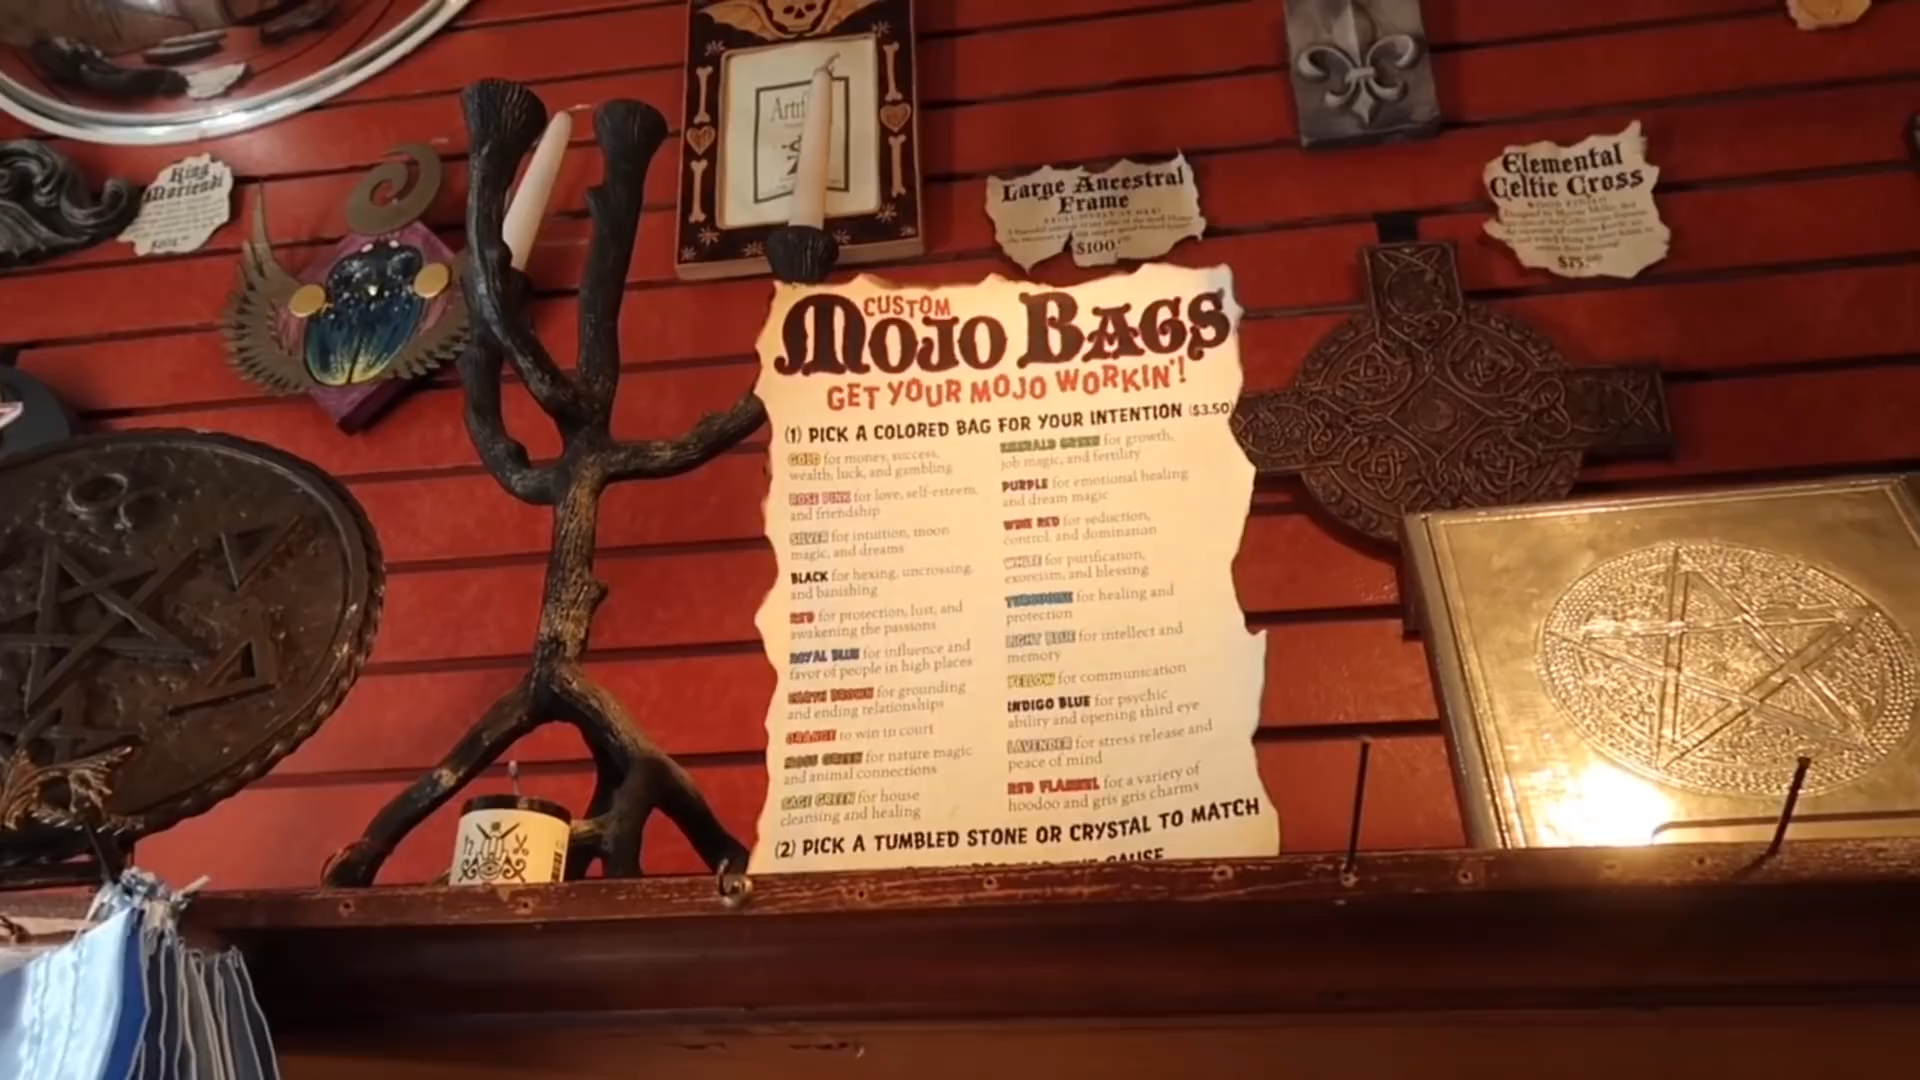 King
Moriendi
Artif
Large Ancestral
Frame
$100.00
Elemental
Celtic Cross
$75.00
CUSTOM
MOJO BAGS
GET YOUR MOJO WORKIN'!
(1) PICK A COLORED BAG FOR YOUR INTENTION ($3.50)
GOLD for money, success,
wealth, luck, and gambling
ROSE PINK for love, self-esteem,
and friendship
SILVER for intuition, moon
magic, and dreams
BLACK for hexing, uncrossing,
and banishing
RED for protection, lust, and
awakening the passions
ROYAL BLUE for influence and
favor of people in high places
EARTH BROWN for grounding
and ending relationships
ORANGE to win in court
MOSS GREEN for nature magic
and animal connections
SAGE GREEN for house
cleansing and healing
EMERALD GREEN for growth,
job magic, and fertility
PURPLE for emotional healing
and dream magic
WINE RED for seduction,
control, and domination
WHITE for purification,
exorcism, and blessing
TURQUOISE for healing and
protection
LIGHT BLUE for intellect and
memory
YELLOW for communication
INDIGO BLUE for psychic
ability and opening third eye
LAVENDER for stress release and
peace of mind
RED FLANNEL for a variety of
hoodoo and gris gris charms
(2) PICK A TUMBLED STONE OR CRYSTAL TO MATCH
CAUSE